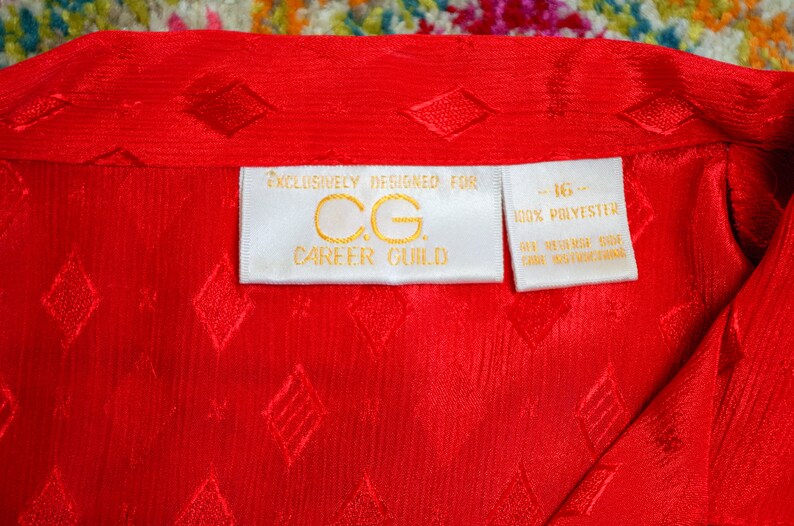 EXCLUSIVELY DESIGNED FOR
C.G.
CAREER GUILD
-16-
100% POLYESTER
SEE REVERSE SIDE
CARE INSTRUCTIONS